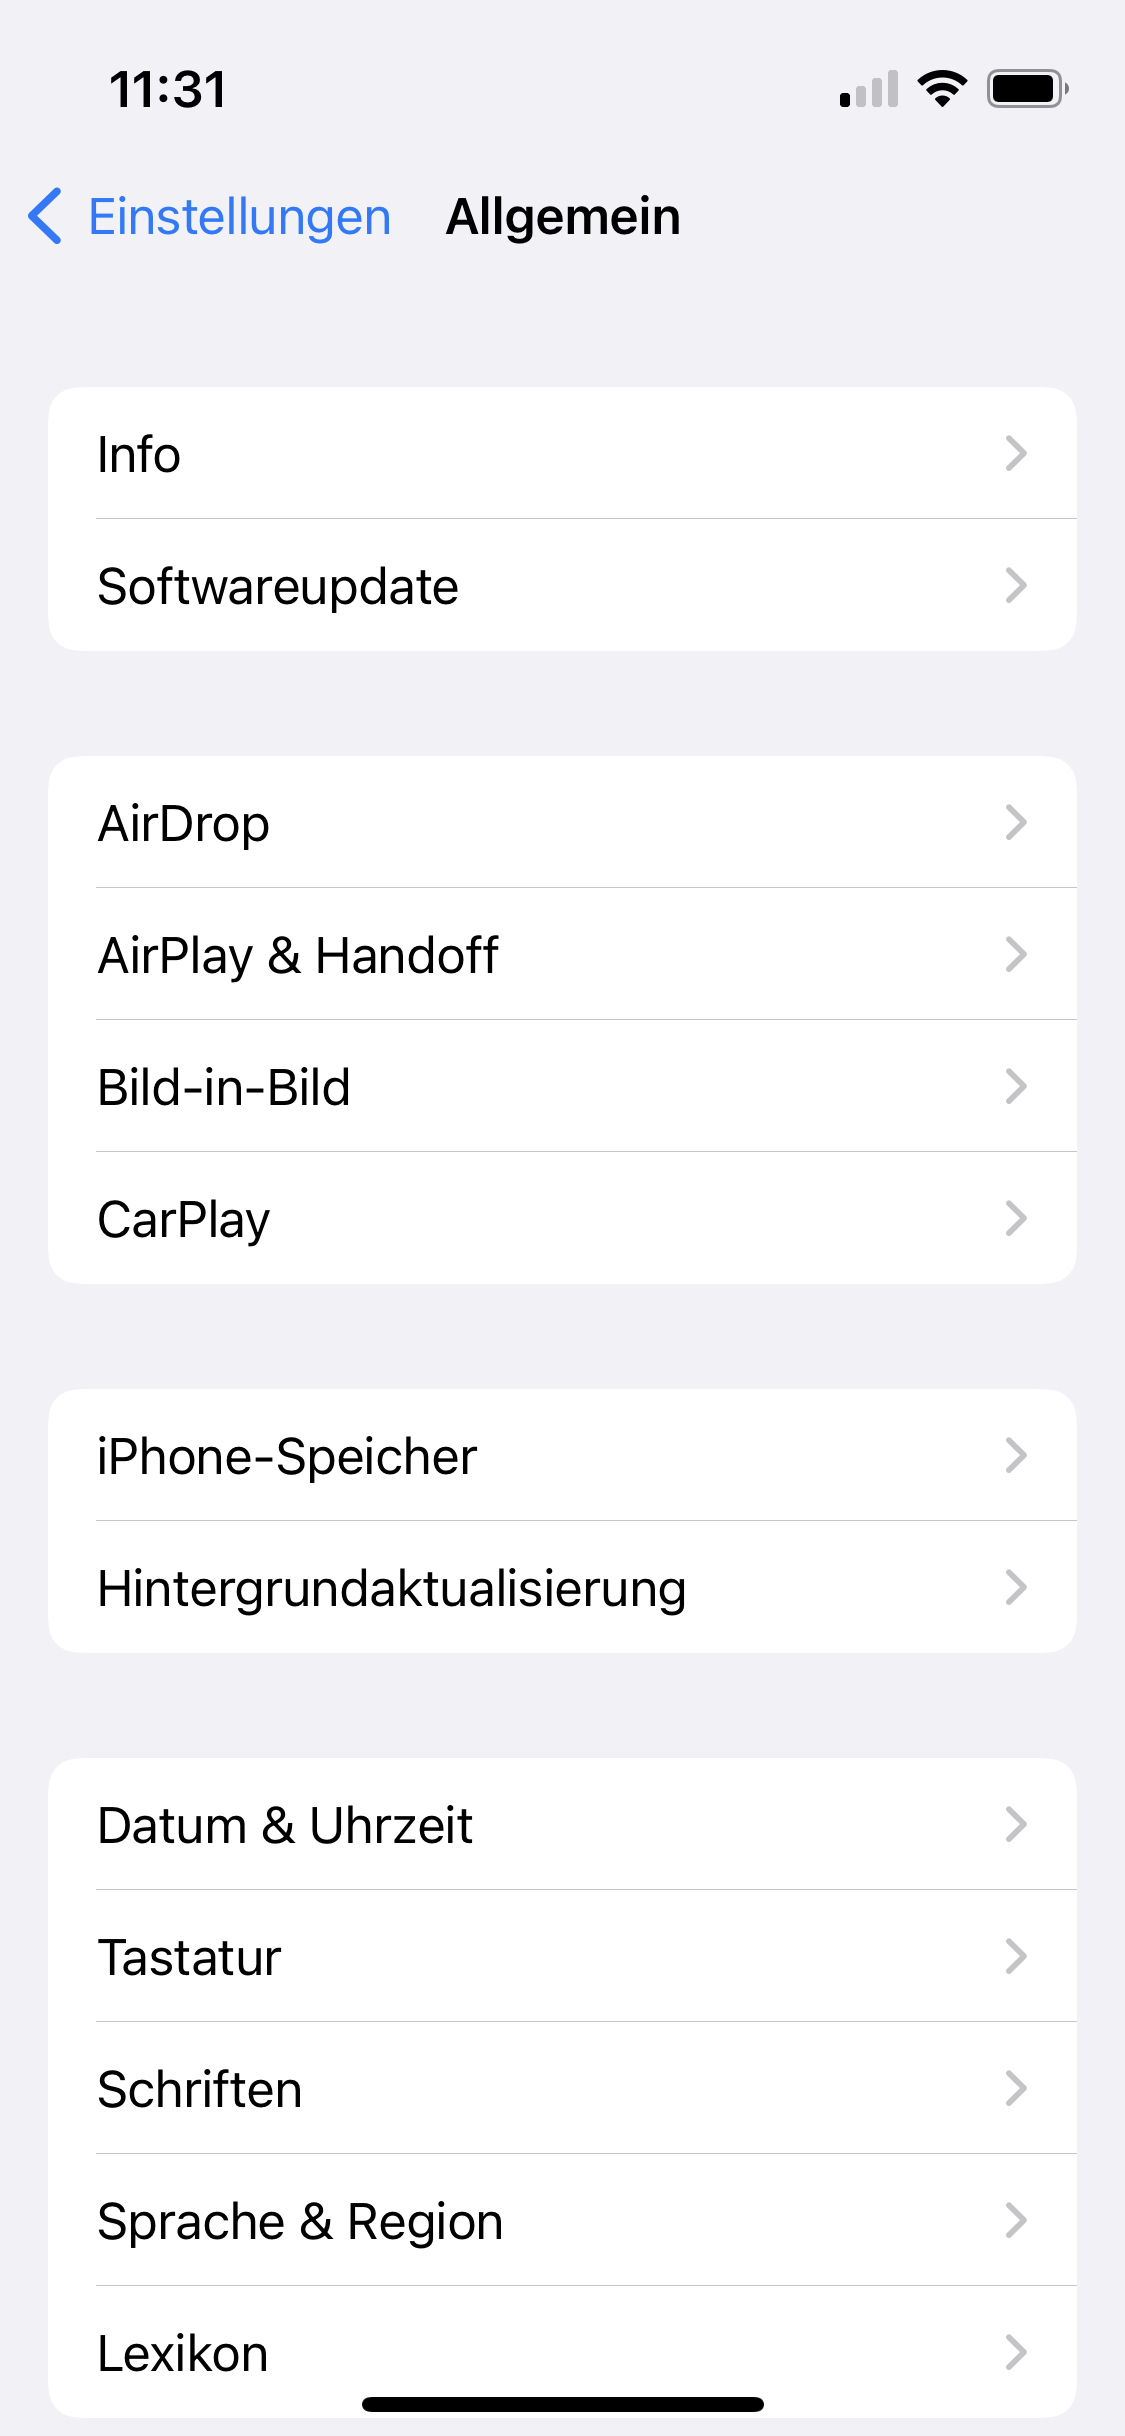 11:31
Einstellungen Allgemein
Info
Softwareupdate
AirDrop
AirPlay & Handoff
Bild-in-Bild
CarPlay
iPhone-Speicher
Hintergrundaktualisierung
Datum & Uhrzeit
Tastatur
Schriften
Sprache & Region
Lexikon